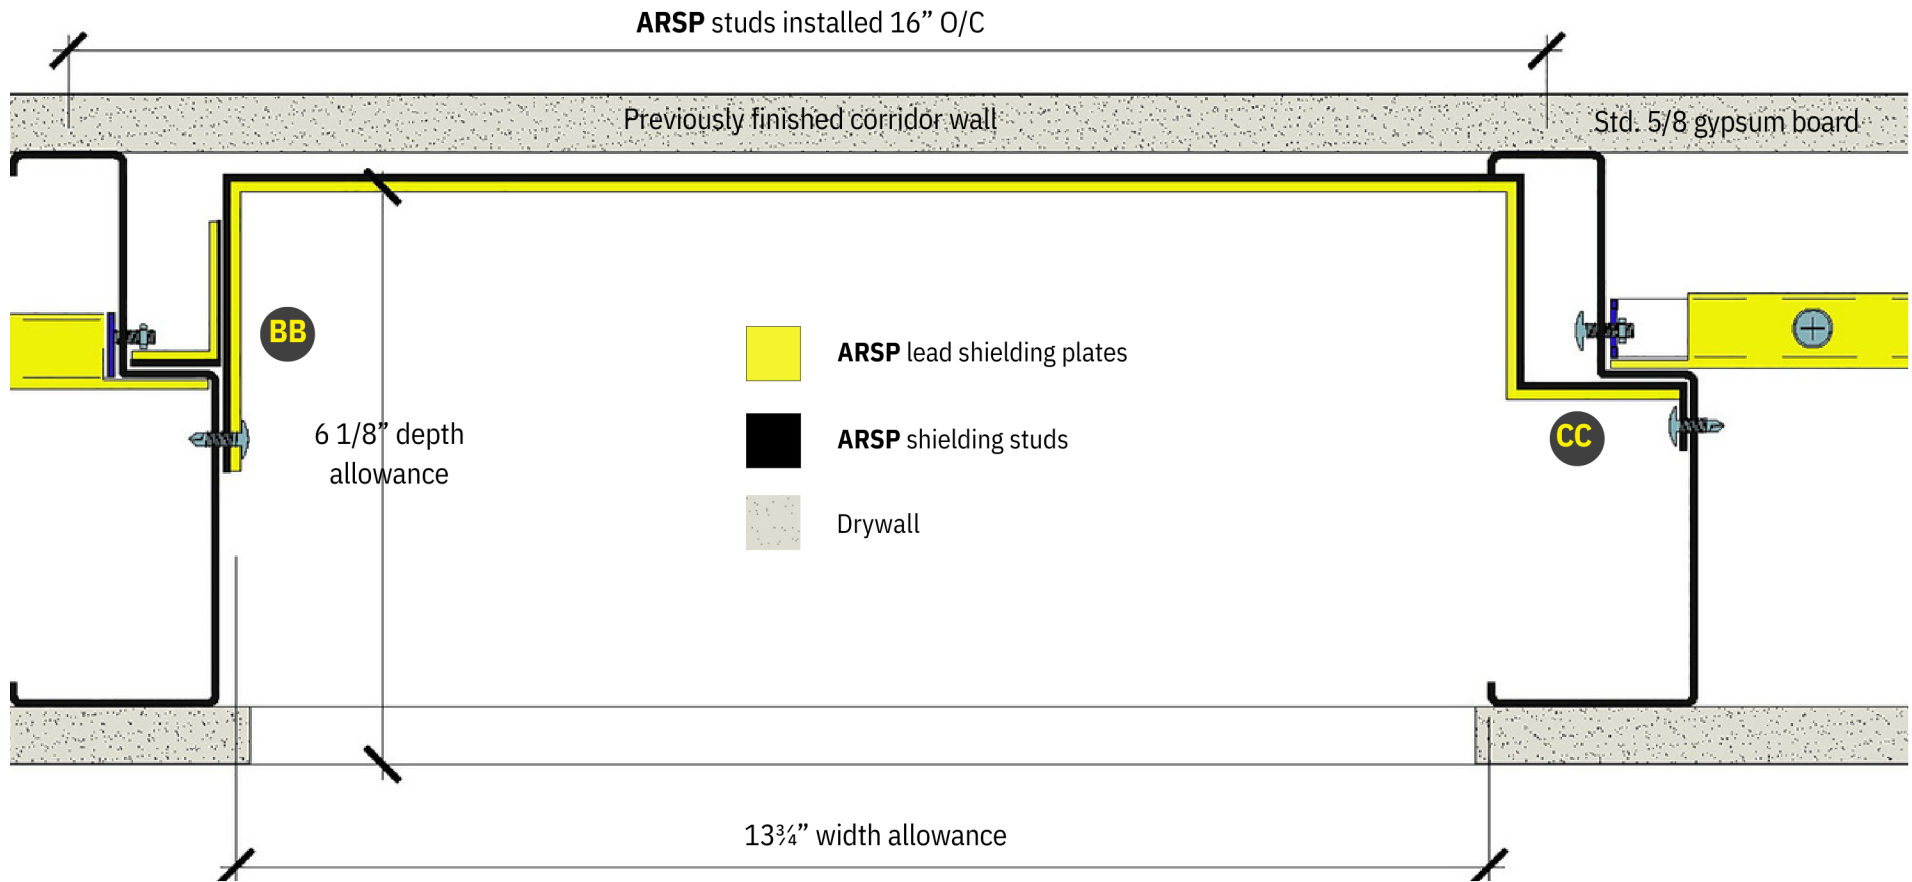 ARSP studs installed 16” O/C
Previously finished corridor wall
Std. 5/8 gypsum board
BB
ARSP lead shielding plates
6 1/8” depth
allowance
ARSP shielding studs
CC
Drywall
13¾” width allowance